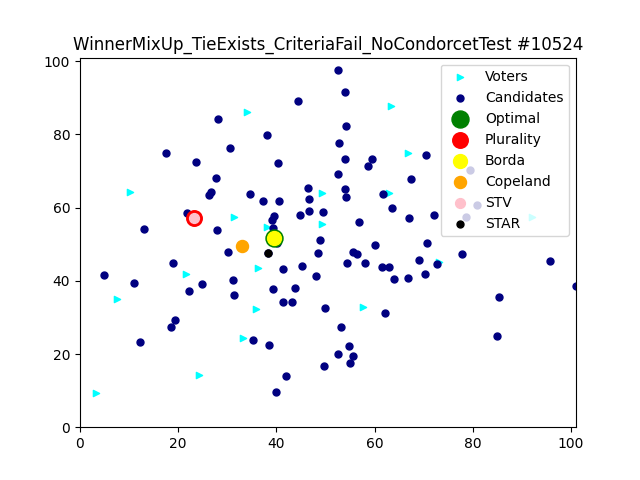 WinnerMixUp_TieExists_CriteriaFail_NoCondorcetTest #10524
100
80
60
40
20
0
0 20 40 60 80 100
Voters
Candidates
Optimal
Plurality
Borda
Copeland
STV
STAR